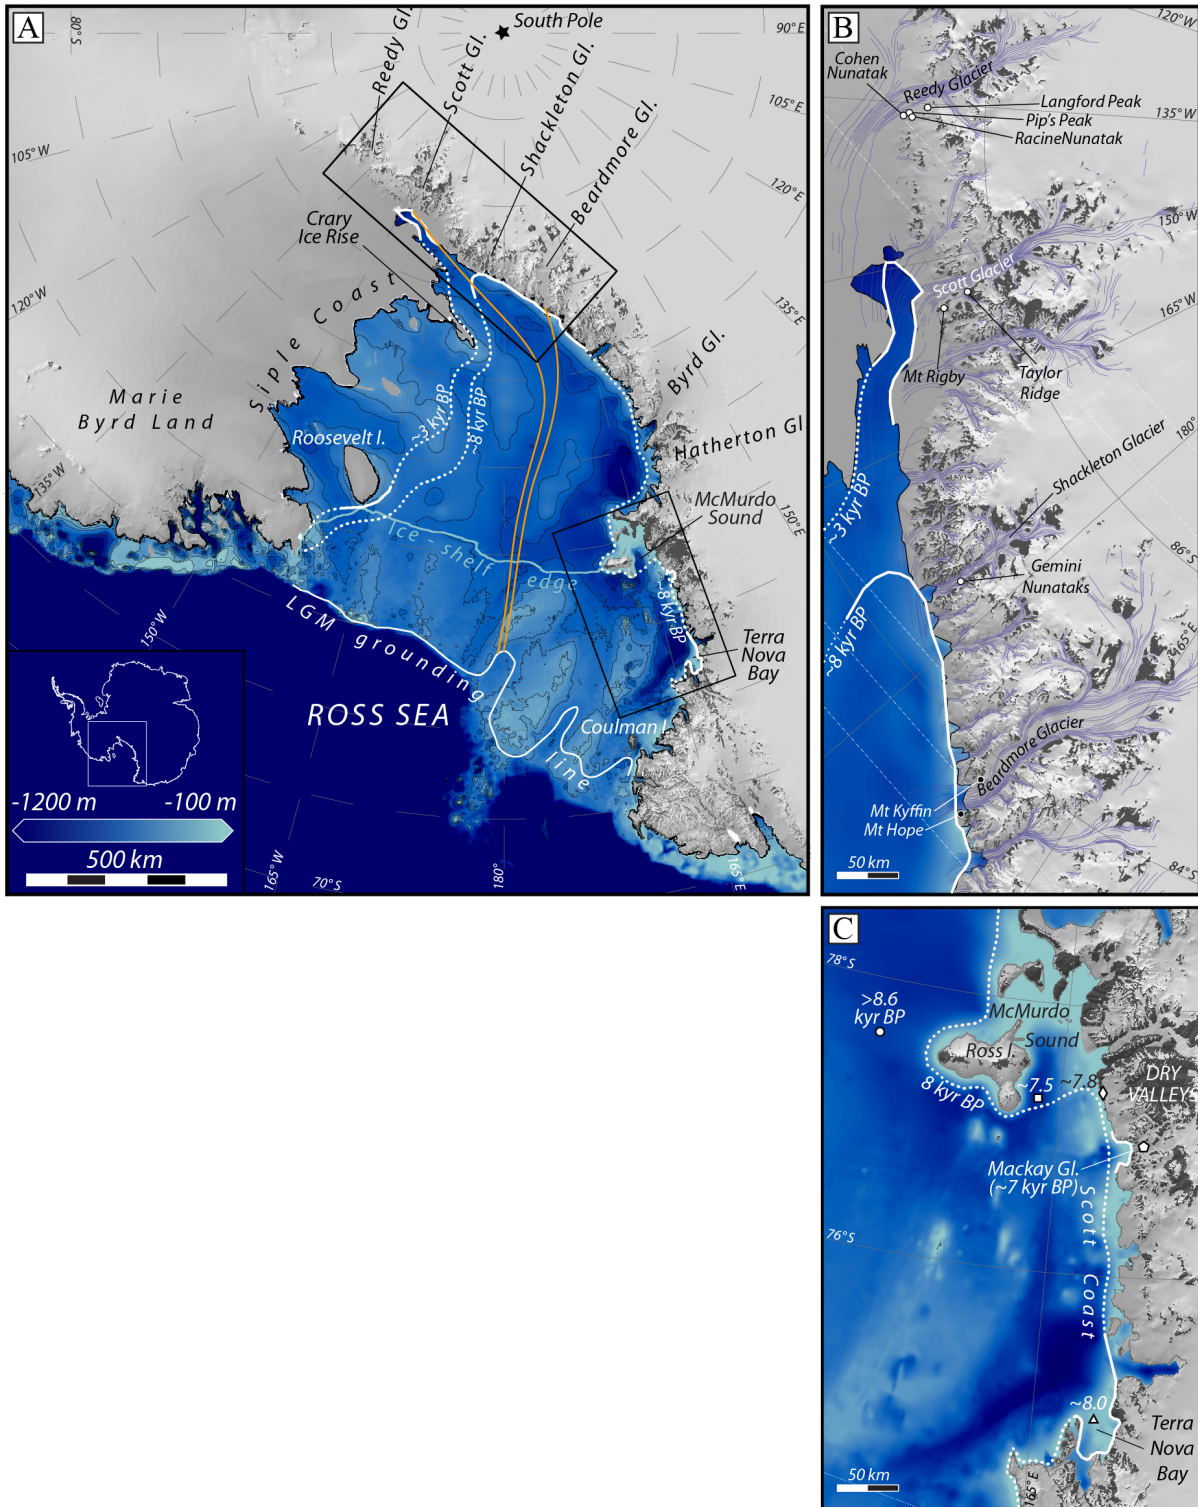 A
80° S
South Pole
90° E
Reedy Gl.
Scott Gl.
Shackleton Gl.
Beardmore Gl.
105° E
105° W
120° E
Crary
Ice Rise
120° W
135° E
Siple Coast
Byrd Gl.
Marie
Byrd Land
~3 kyr BP
~8 kyr BP
Roosevelt I.
Hatherton Gl.
135° W
McMurdo
Sound
150° E
Ice - shelf edge
~8 kyr BP
LGM grounding line
Terra
Nova
Bay
150° W
ROSS SEA
Coulman I.
-1200 m
-100 m
500 km
165° W
70° S
180°
165° E
B
120° W
Cohen
Nunatak
Reedy Glacier
Langford Peak
Pip's Peak
RacineNunatak
135° W
150° W
Scott Glacier
165° W
Mt Rigby
Taylor
Ridge
180°
Shackleton Glacier
~3 kyr BP
86° S
Gemini
Nunataks
~8 kyr BP
165° E
Beardmore Glacier
Mt Kyffin
Mt Hope
50 km
84° S
C
78° S
>8.6
kyr BP
McMurdo
Sound
Ross I.
8 kyr BP
~7.5
~7.8
DRY
VALLEYS
Mackay Gl.
(~7 kyr BP)
Scott Coast
76° S
~8.0
Terra
Nova
Bay
50 km
165° E